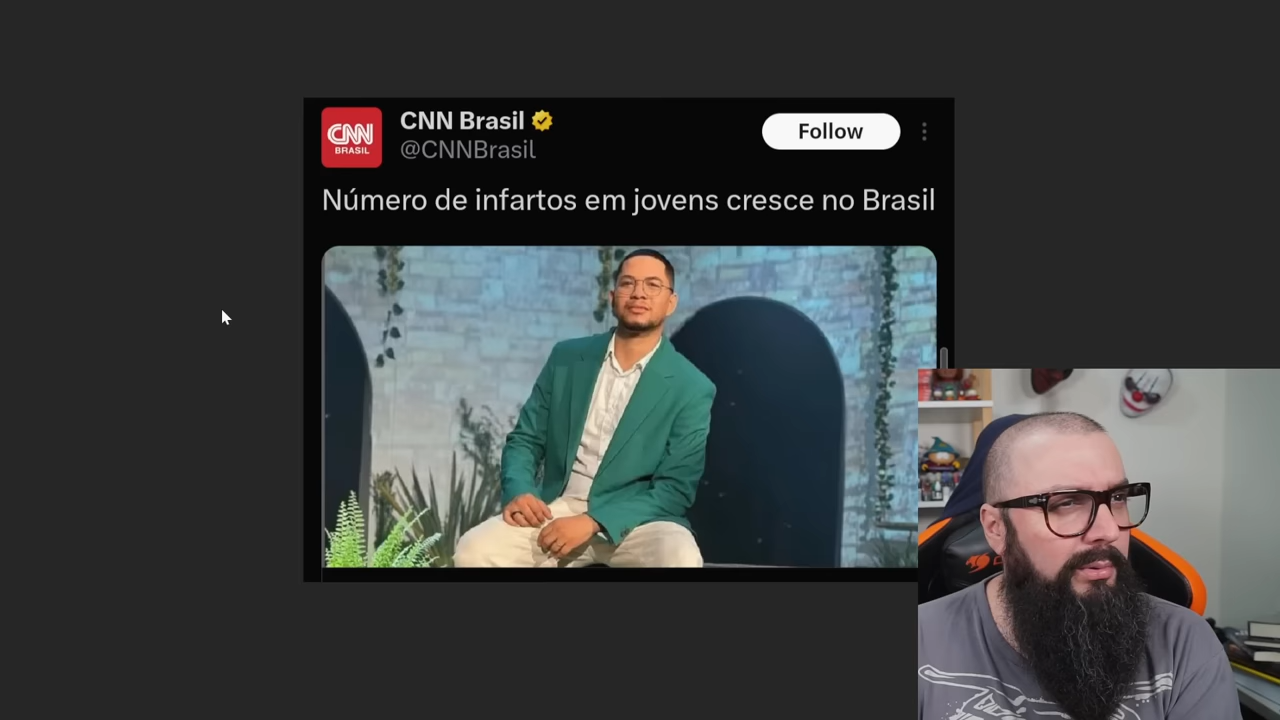 CNN
BRASIL
CNN Brasil
@CNNBrasil
Follow
Número de infartos em jovens cresce no Brasil